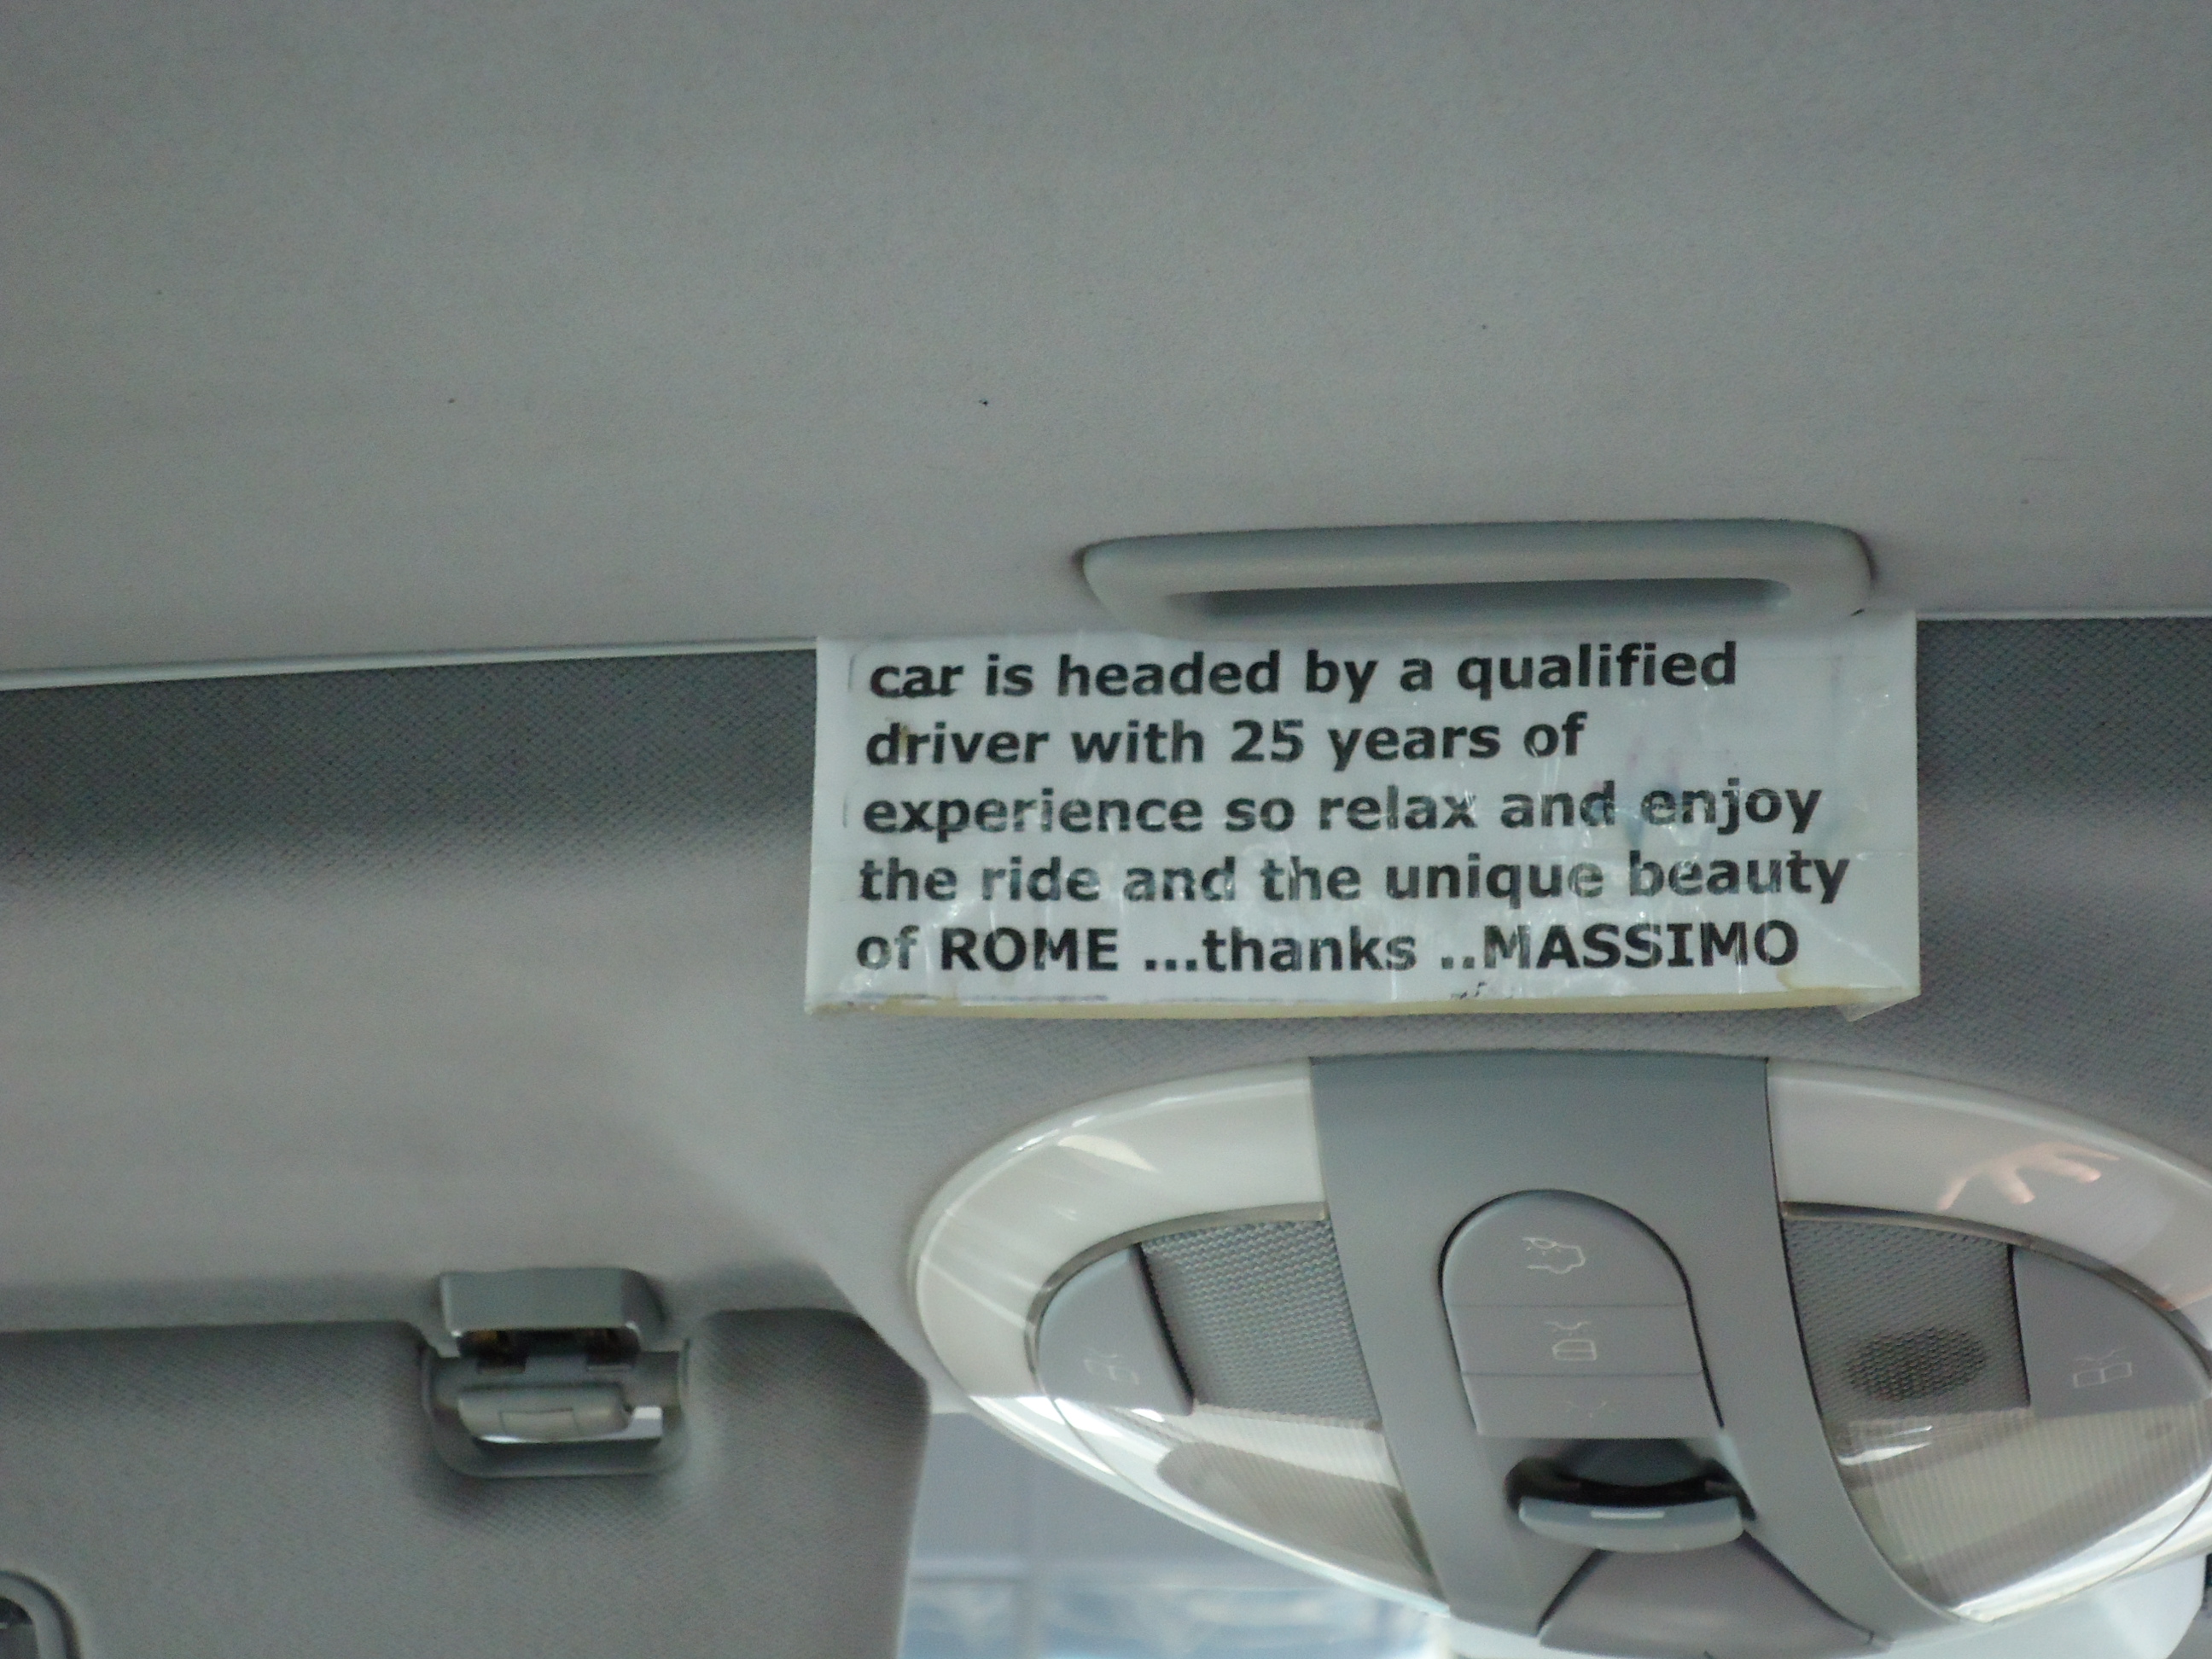 car is headed by a qualified
driver with 25 years of
experience so relax and enjoy
the ride and the unique beauty
of ROME ...thanks ..MASSIMO